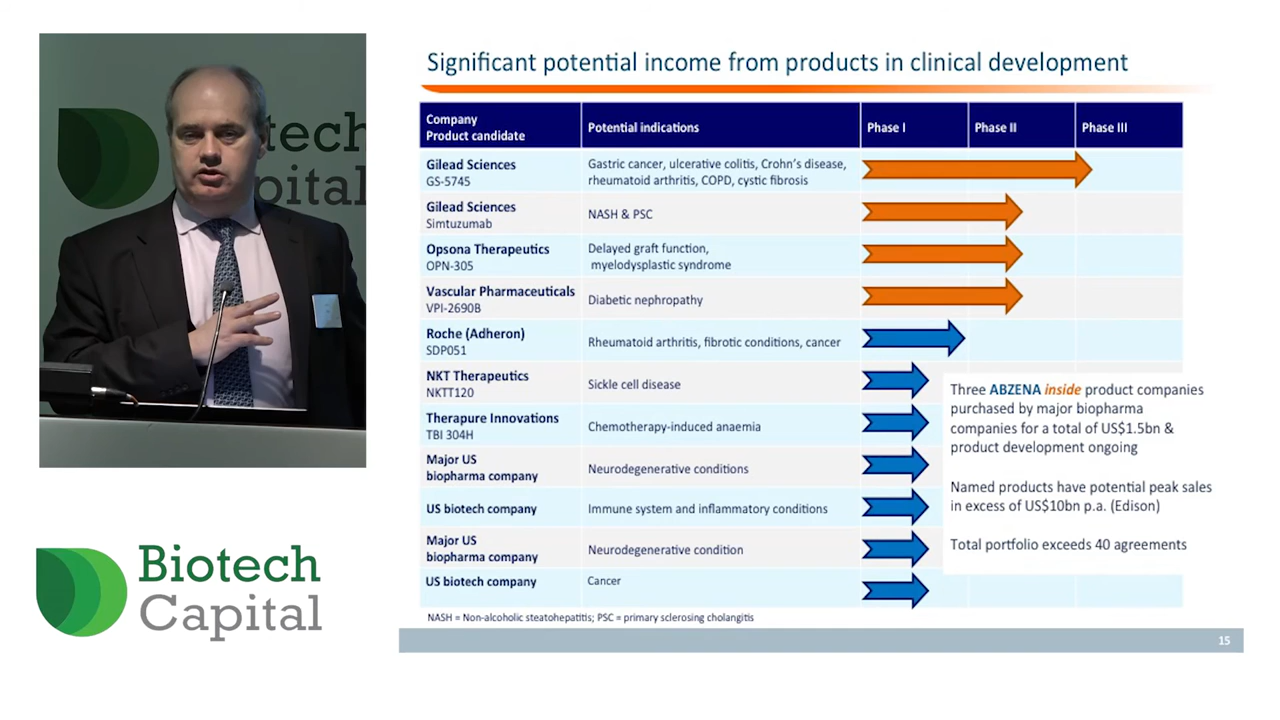 Biotech
Capital
Significant potential income from products in clinical development
Company
Product candidate
Potential indications
Phase I
Phase II
Phase III
Gilead Sciences
GS-5745
Gastric cancer, ulcerative colitis, Crohn's disease,
rheumatoid arthritis, COPD, cystic fibrosis
Gilead Sciences
Simtuzumab
NASH & PSC
Opsona Therapeutics
OPN-305
Delayed graft function,
myelodysplastic syndrome
Vascular Pharmaceuticals
VPI-2690B
Diabetic nephropathy
Roche (Adheron)
SDP051
Rheumatoid arthritis, fibrotic conditions, cancer
NKT Therapeutics
NKTT120
Sickle cell disease
Therapure Innovations
TBI 304H
Chemotherapy-induced anaemia
Major US
biopharma company
Neurodegenerative conditions
US biotech company
Immune system and inflammatory conditions
Major US
biopharma company
Neurodegenerative condition
US biotech company
Cancer
Three ABZENA inside product companies
purchased by major biopharma
companies for a total of US$1.5bn &
product development ongoing
Named products have potential peak sales
in excess of US$10bn p.a. (Edison)
Total portfolio exceeds 40 agreements
NASH = Non-alcoholic steatohepatitis; PSC = primary sclerosing cholangitis
15
Biotech
Capital